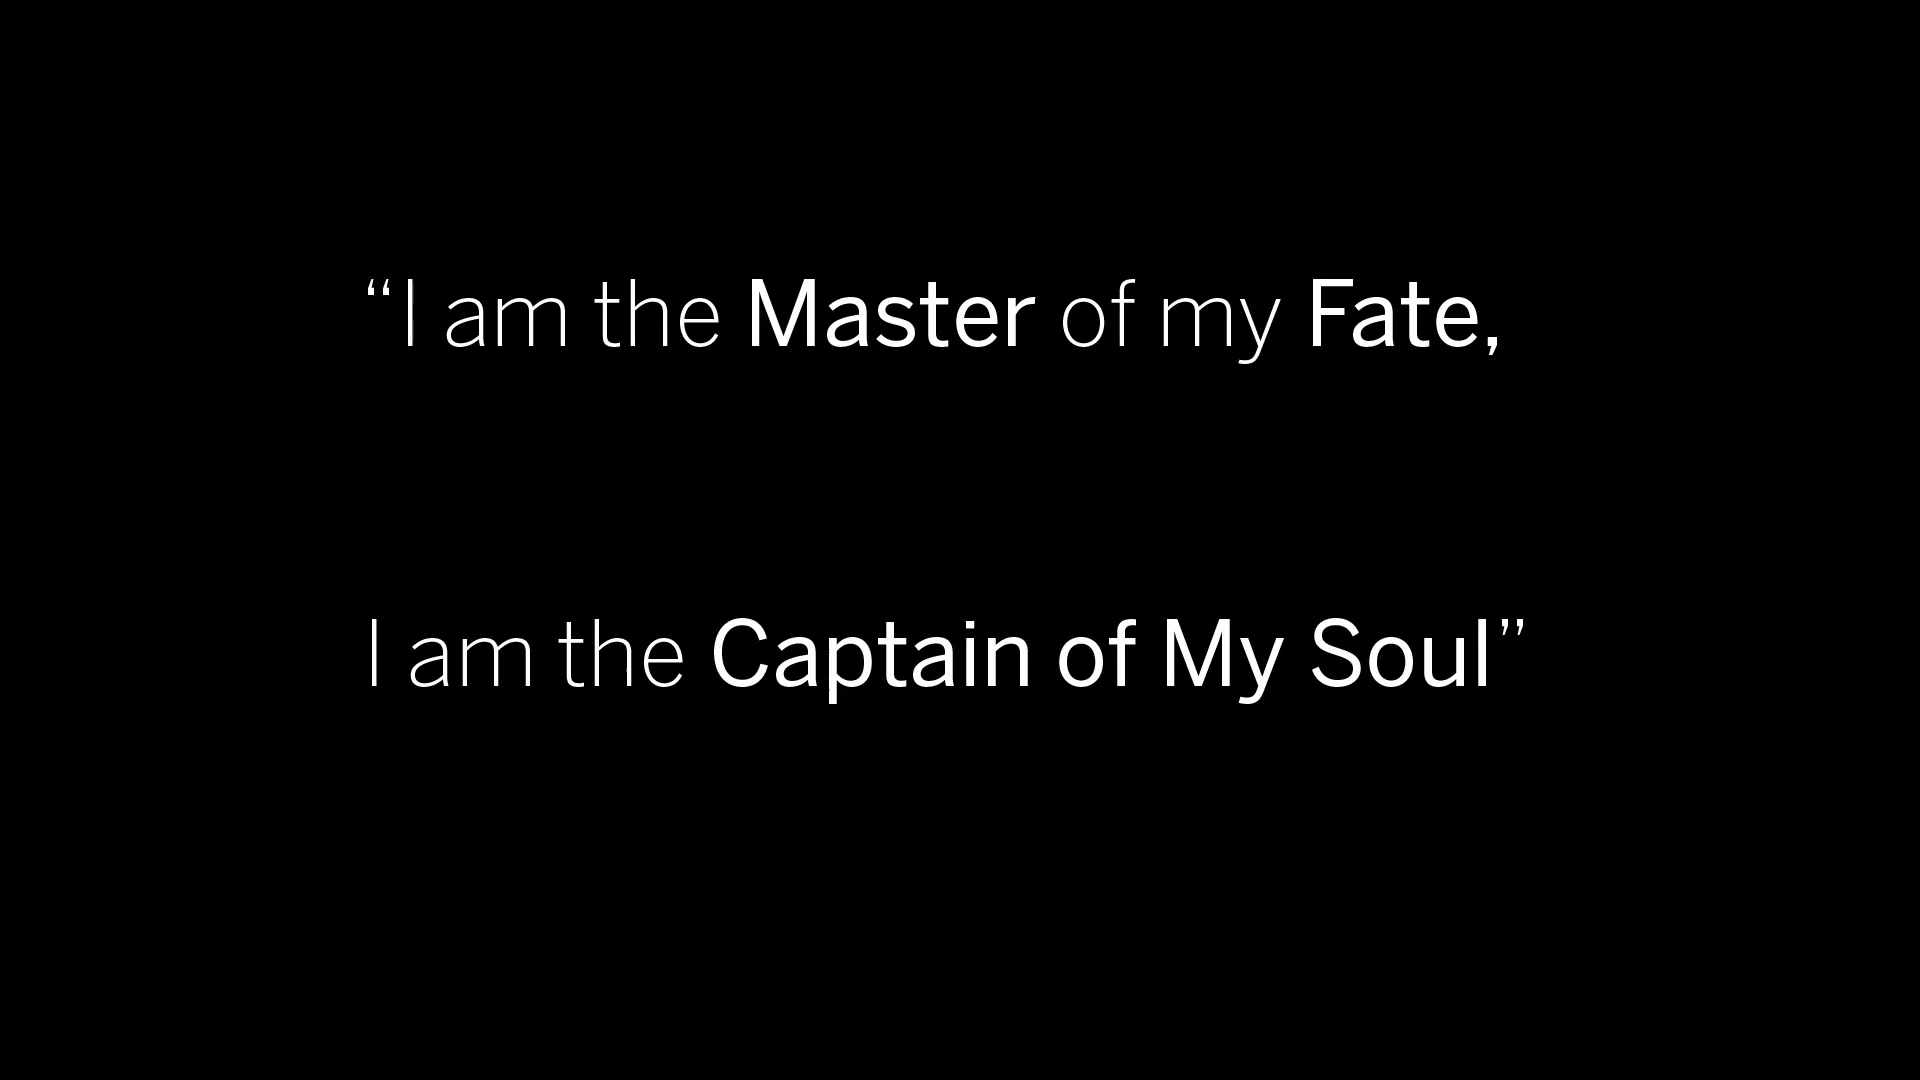 “I am the Master of my Fate,
I am the Captain of My Soul”